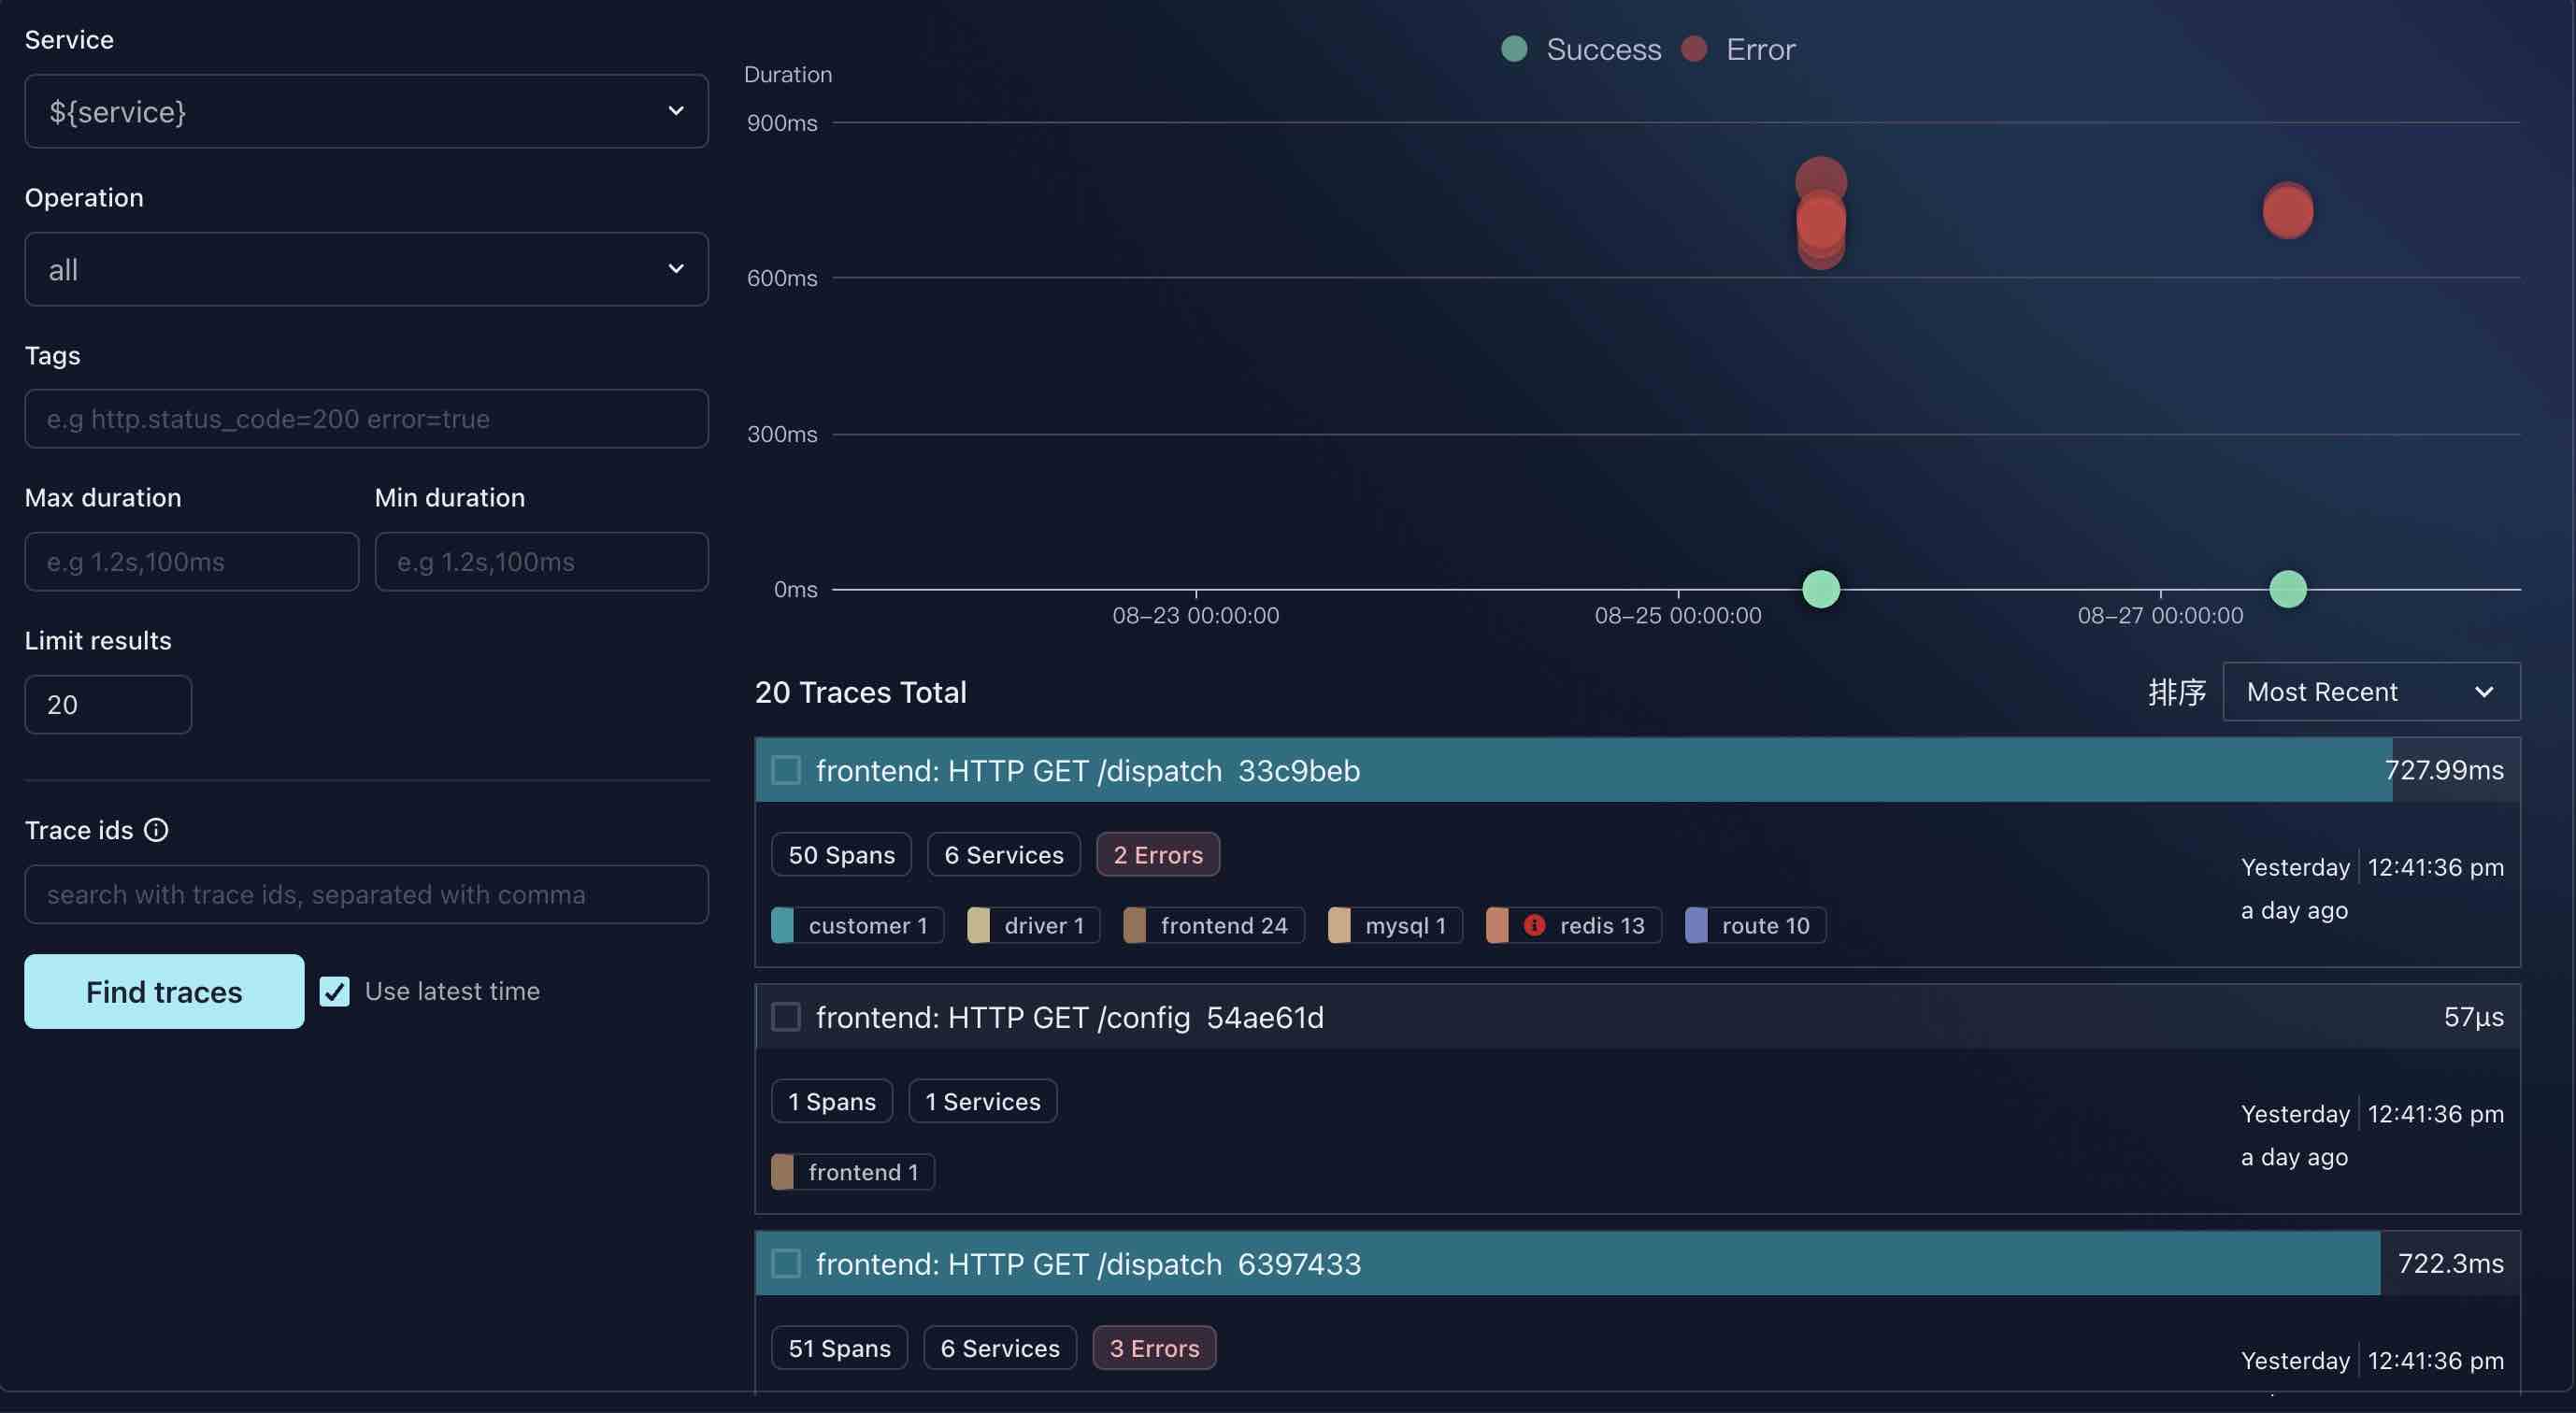 Service
${service}
Operation
all
Tags
e.g http.status_code=200 error=true
Max duration
Min duration
e.g 1.2s,100ms
e.g 1.2s,100ms
Limit results
20
Trace ids
search with trace ids, separated with comma
Find traces
Use latest time
Success
Error
Duration
900ms
600ms
300ms
0ms
08-23 00:00:00
08-25 00:00:00
08-27 00:00:00
20 Traces Total
排序
Most Recent
frontend: HTTP GET /dispatch 33c9beb
727.99ms
50 Spans
6 Services
2 Errors
Yesterday
12:41:36 pm
a day ago
customer 1
driver 1
frontend 24
mysql 1
redis 13
route 10
frontend: HTTP GET /config 54ae61d
57μs
1 Spans
1 Services
Yesterday
12:41:36 pm
a day ago
frontend 1
frontend: HTTP GET /dispatch 6397433
722.3ms
51 Spans
6 Services
3 Errors
Yesterday
12:41:36 pm